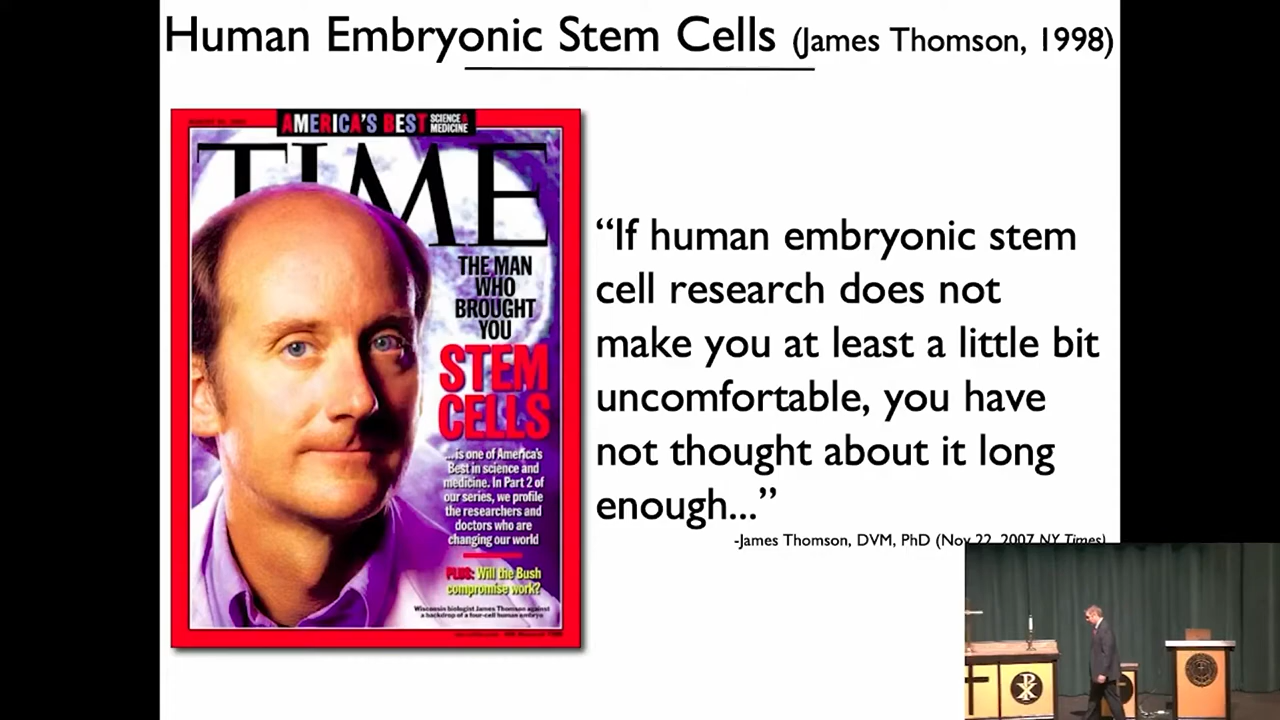 Human Embryonic Stem Cells (James Thomson, 1998)
AMERICA'S BEST SCIENCE & MEDICINE
TIME
THE MAN
WHO
BROUGHT
YOU
STEM
CELLS
...is one of America's
Best in science and
medicine. In Part 2 of
our series, we profile
the researchers and
doctors who are
changing our world
PLUS: Will the Bush
compromise work?
Wisconsin biologist James Thomson against
a backdrop of a four-cell human embryo
“If human embryonic stem
cell research does not
make you at least a little bit
uncomfortable, you have
not thought about it long
enough...”
-James Thomson, DVM, PhD (Nov 22, 2007 NY Times)